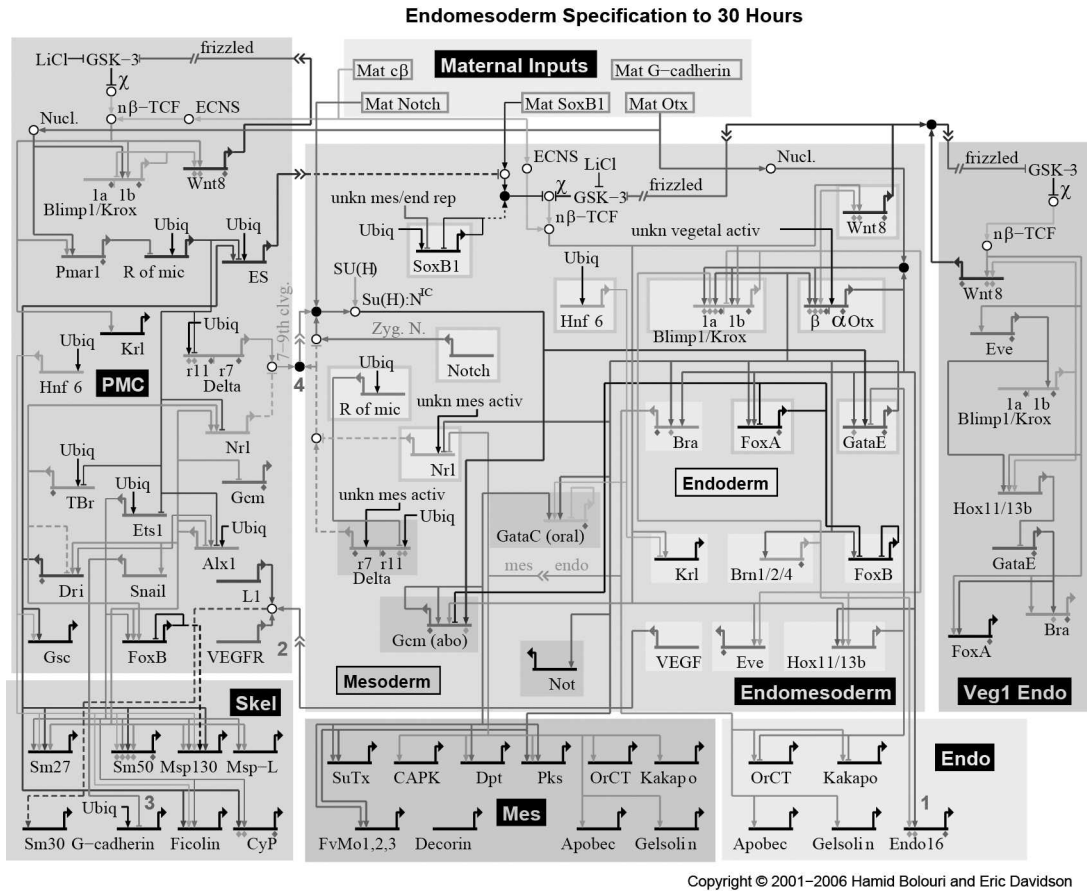 Endomesoderm Specification to 30 Hours
LiCl GSK-3 frizzled
χ
nβ-TCF ECNS
Nucl.
1a 1b
Blimp1/Krox
Wnt8
Ubiq
Ubiq
Pmar1
R of mic
ES
Krl
Ubiq
Hnf 6
PMC
Ubiq
r11 r7
Delta
Nrl
Ubiq
TBr
Ubiq
Ets1
Gcm
Ubiq
Alx1
Dri
Snail
L1
Gsc
FoxB
VEGFR
2
7-9th clvg.
4
Maternal Inputs
Mat cβ
Mat G-cadherin
Mat Notch
Mat SoxB1
Mat Otx
ECNS
LiCl
χ
GSK-3
frizzled
nβ-TCF
Nucl.
unkn mes/end rep
Ubiq
SoxB1
unkn vegetal activ
Wnt8
SU(H)
Su(H):N IC
Ubiq
Hnf 6
1a 1b
Blimp1/Krox
β α Otx
Zyg. N.
Notch
Ubiq
R of mic
unkn mes activ
Nrl
Bra
FoxA
GataE
Endoderm
unkn mes activ
Ubiq
r7 r11
Delta
GataC (oral)
mes endo
Krl
Brn1/2/4
FoxB
Gcm (abo)
Not
VEGF
Eve
Hox11/13b
Mesoderm
Endomesoderm
frizzled
GSK-3
χ
nβ-TCF
Wnt8
Eve
1a 1b
Blimp1/Krox
Hox11/13b
GataE
Bra
FoxA
Veg1 Endo
Skel
Sm27
Sm50
Msp130
Msp-L
Ubiq
3
Sm30
G-cadherin
Ficolin
CyP
SuTx
CAPK
Dpt
Pks
OrCT
Kakapo
Mes
FvMo1,2,3
Decorin
Apobec
Gelsolin
OrCT
Kakapo
Endo
1
Apobec
Gelsolin
Endo16
Copyright © 2001-2006 Hamid Bolouri and Eric Davidson